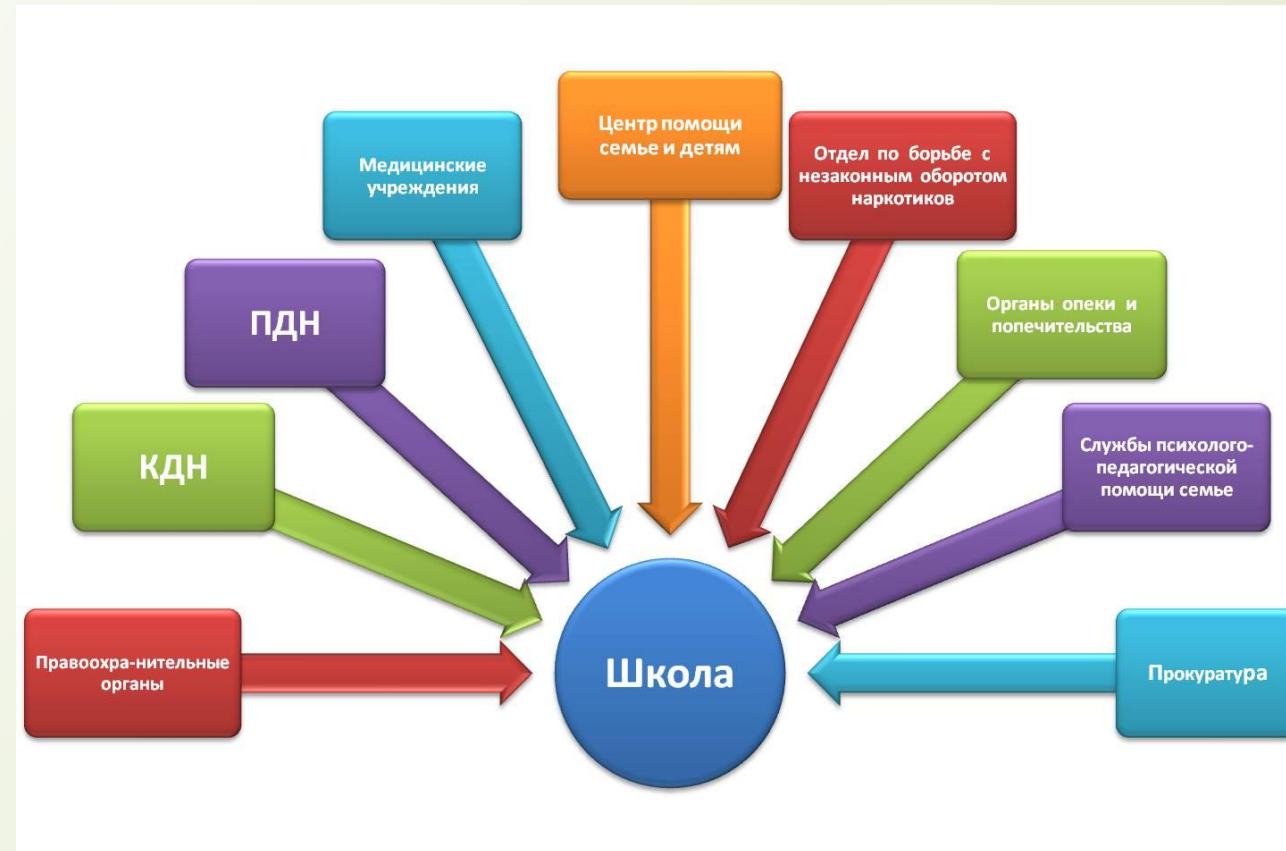 Центр помощи
семье и детям
Отдел по борьбе с
незаконным оборотом
наркотиков
Медицинские
учреждения
ПДН
Органы опеки и
попечительства
КДН
Службы психолого-
педагогической
помощи семье
Правоохра-нительные
органы
Школа
Прокуратура